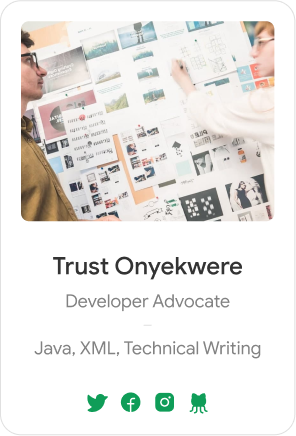 Trust Onyekwere
Developer Advocate
Java, XML, Technical Writing